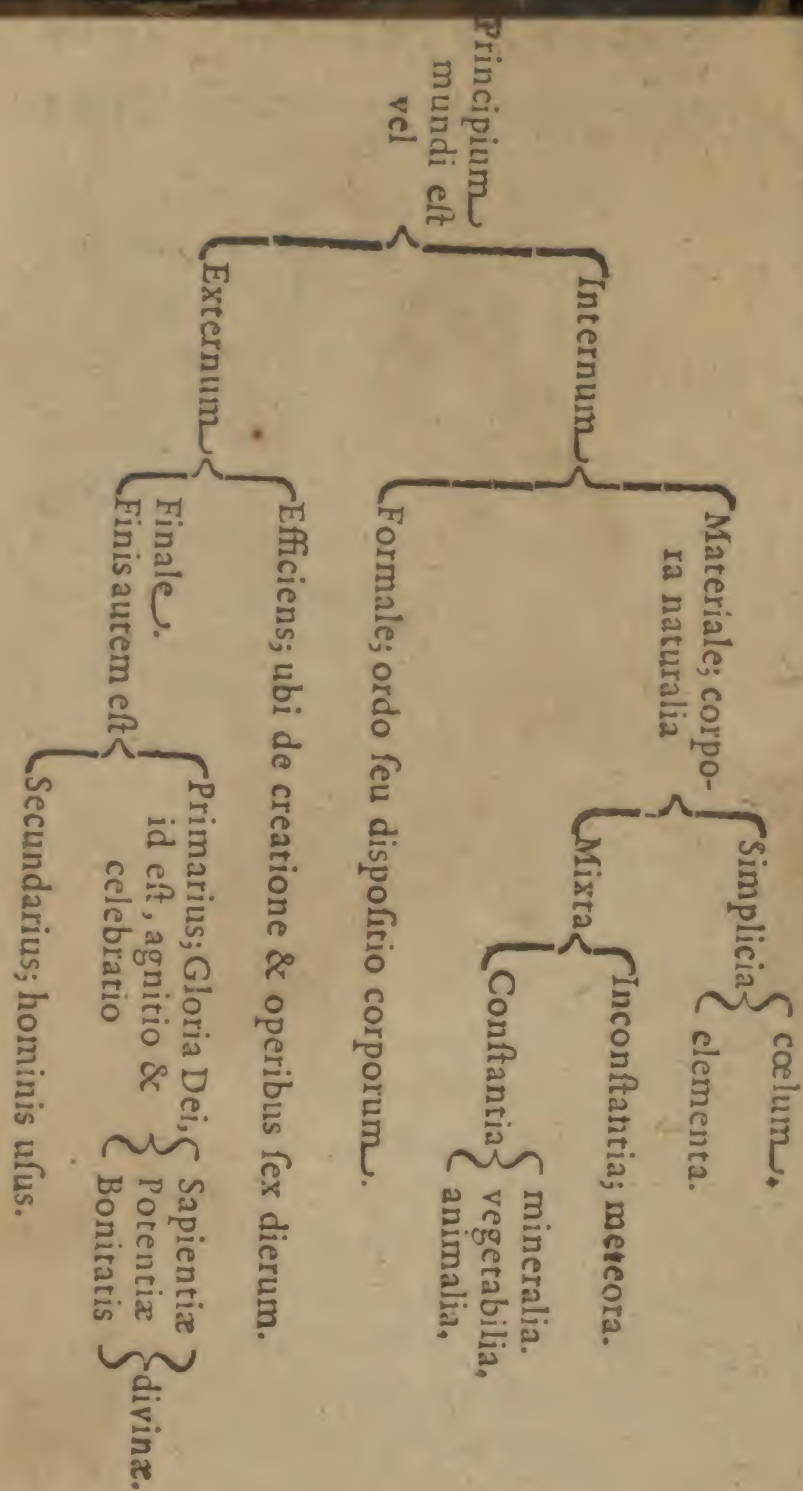 Principium
mundi eſt
vel
Internum
Materiale; corpo-
ra naturalia
Simplicia
cœlum.
elementa.
Mixta
Inconſtantia; meteora.
Conſtantia
mineralia.
vegetabilia,
animalia,
Formale; ordo ſeu diſpoſitio corporum.
Externum
Efficiens; ubi de creatione & operibus ſex dierum.
Finale.
Finis autem eſt
Primarius; Gloria Dei,
id eſt, agnitio &
celebratio
Sapientiæ
Potentiæ
Bonitatis
divinæ.
Secundarius; hominis uſus.